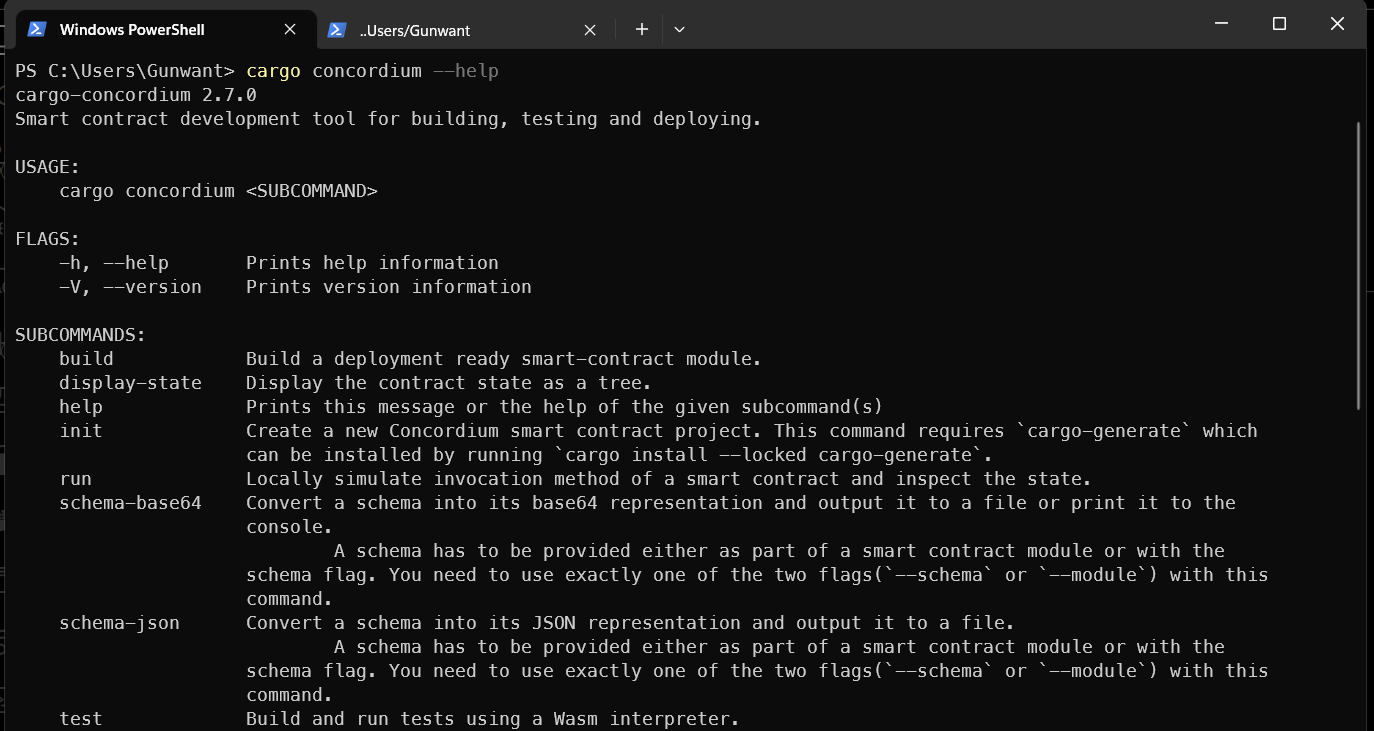 Windows PowerShell
..Users/Gunwant
PS C:\Users\Gunwant> cargo concordium --help
cargo-concordium 2.7.0
Smart contract development tool for building, testing and deploying.
USAGE:
cargo concordium <SUBCOMMAND>
FLAGS:
-h, --help Prints help information
-V, --version Prints version information
SUBCOMMANDS:
build Build a deployment ready smart-contract module.
display-state Display the contract state as a tree.
help Prints this message or the help of the given subcommand(s)
init Create a new Concordium smart contract project. This command requires `cargo-generate` which
can be installed by running `cargo install --locked cargo-generate`.
run Locally simulate invocation method of a smart contract and inspect the state.
schema-base64 Convert a schema into its base64 representation and output it to a file or print it to the
console.
A schema has to be provided either as part of a smart contract module or with the
schema flag. You need to use exactly one of the two flags(`--schema` or `--module`) with this
command.
schema-json Convert a schema into its JSON representation and output it to a file.
A schema has to be provided either as part of a smart contract module or with the
schema flag. You need to use exactly one of the two flags(`--schema` or `--module`) with this
command.
test Build and run tests using a Wasm interpreter.